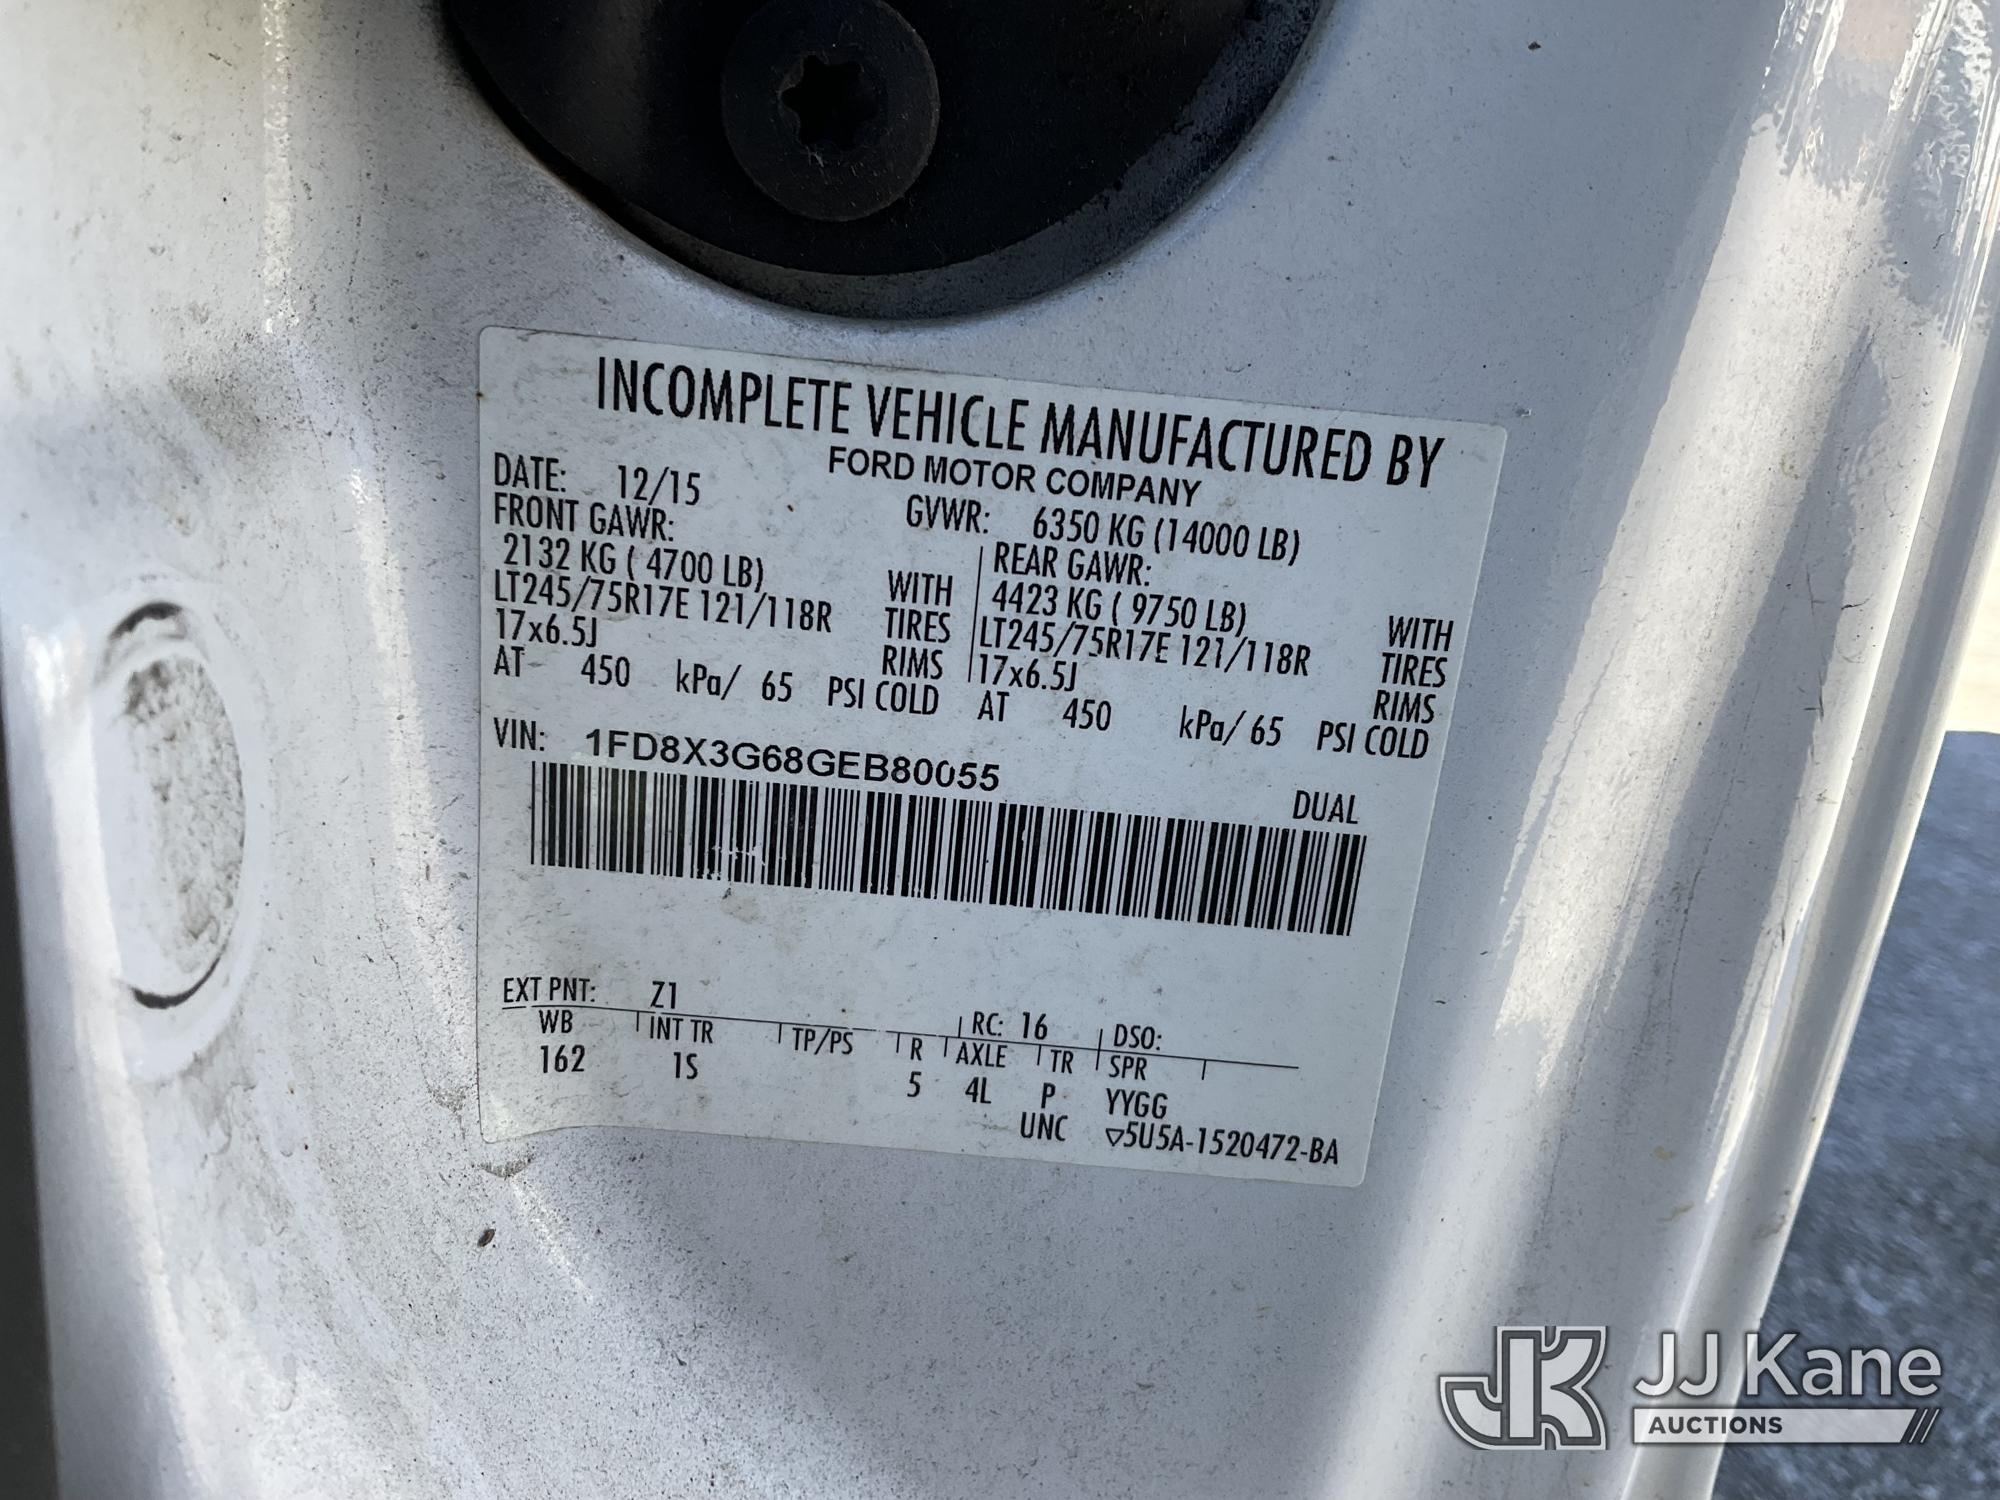 INCOMPLETE VEHICLE MANUFACTURED BY
FORD MOTOR COMPANY
DATE: 12/15 GVWR: 6350 KG (14000 LB)
FRONT GAWR: REAR GAWR:
2132 KG ( 4700 LB) WITH 4423 KG ( 9750 LB) WITH
LT245/75R17E 121/118R TIRES LT245/75R17E 121/118R TIRES
17x6.5J RIMS 17x6.5J RIMS
AT 450 kPa/ 65 PSI COLD AT 450 kPa/ 65 PSI COLD
VIN: 1FD8X3G68GEB80055
DUAL
EXT PNT: Z1 RC: 16 DSO:
WB INT TR TP/PS R AXLE TR SPR
162 1S 5 4L P YYGG
UNC ▽5U5A-1520472-BA
JK JJ Kane
AUCTIONS